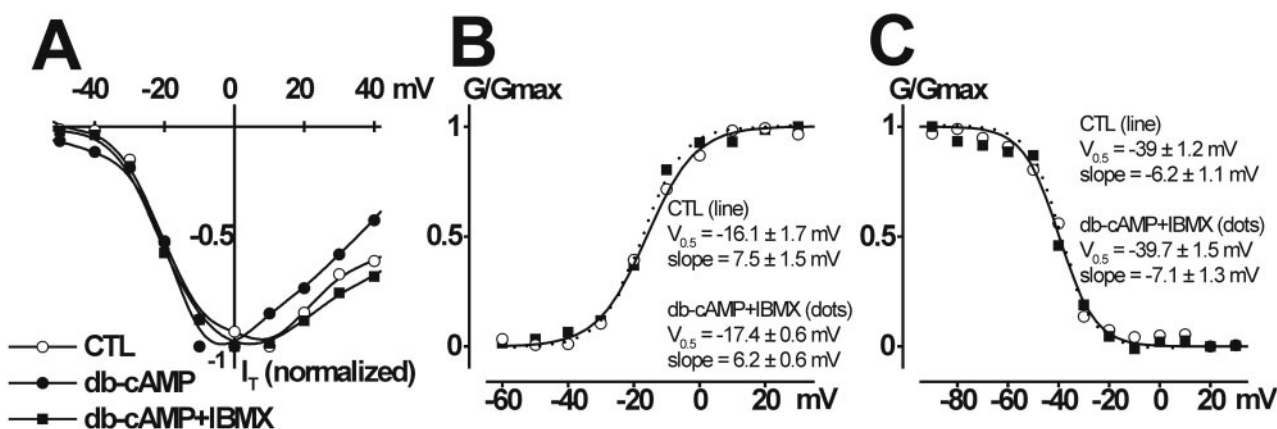 A
-40 -20 0 20 40 mV
-0.5
-1
I_T (normalized)
CTL
db-cAMP
db-cAMP+IBMX
B
G/Gmax
1
0.5
0
CTL (line)
V_0.5 = -16.1 ± 1.7 mV
slope = 7.5 ± 1.5 mV
db-cAMP+IBMX (dots)
V_0.5 = -17.4 ± 0.6 mV
slope = 6.2 ± 0.6 mV
-60 -40 -20 0 20 mV
C
G/Gmax
1
0.5
0
CTL (line)
V_0.5 = -39 ± 1.2 mV
slope = -6.2 ± 1.1 mV
db-cAMP+IBMX (dots)
V_0.5 = -39.7 ± 1.5 mV
slope = -7.1 ± 1.3 mV
-80 -60 -40 -20 0 20 mV